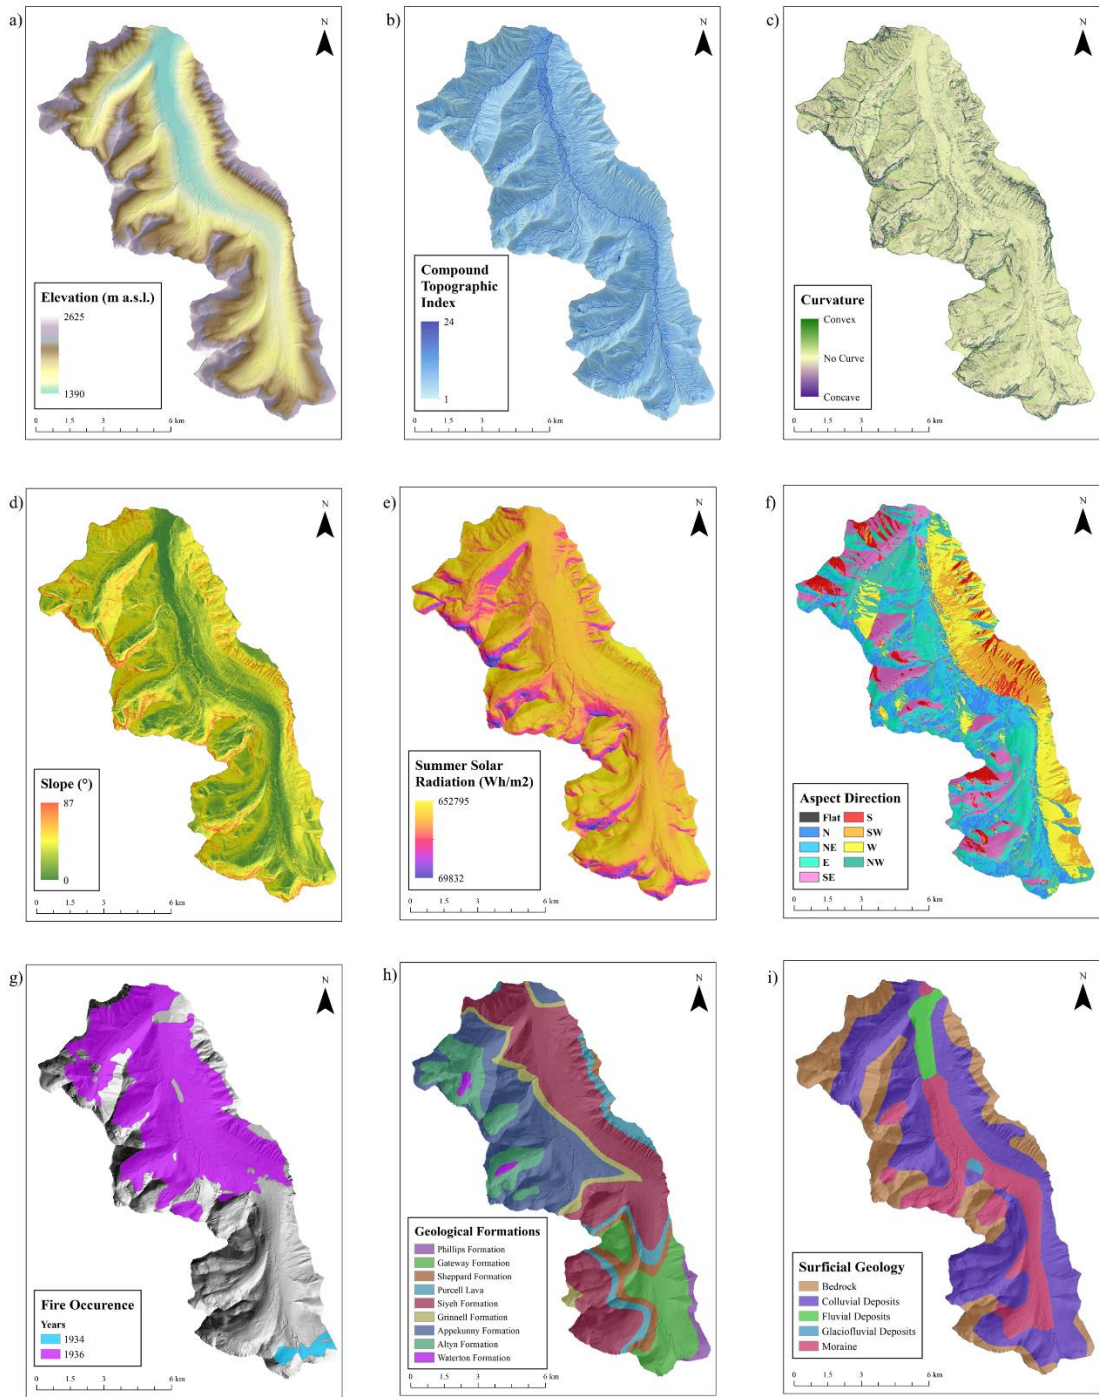 a)
N
Elevation (m a.s.l.)
2625
1390
0 1.5 3 6 km
b)
N
Compound
Topographic
Index
24
1
0 1.5 3 6 km
c)
N
Curvature
Convex
No Curve
Concave
0 1.5 3 6 km
d)
N
Slope (°)
87
0
0 1.5 3 6 km
e)
N
Summer Solar
Radiation (Wh/m2)
652795
69832
0 1.5 3 6 km
f)
N
Aspect Direction
Flat S
N SW
NE W
E NW
SE
0 1.5 3 6 km
g)
N
Fire Occurence
Years
1934
1936
0 1.5 3 6 km
h)
N
Geological Formations
Phillips Formation
Gateway Formation
Sheppard Formation
Purcell Lava
Siyeh Formation
Grinnell Formation
Appekunny Formation
Altyn Formation
Waterton Formation
0 1.5 3 6 km
i)
N
Surficial Geology
Bedrock
Colluvial Deposits
Fluvial Deposits
Glaciofluvial Deposits
Moraine
0 1.5 3 6 km